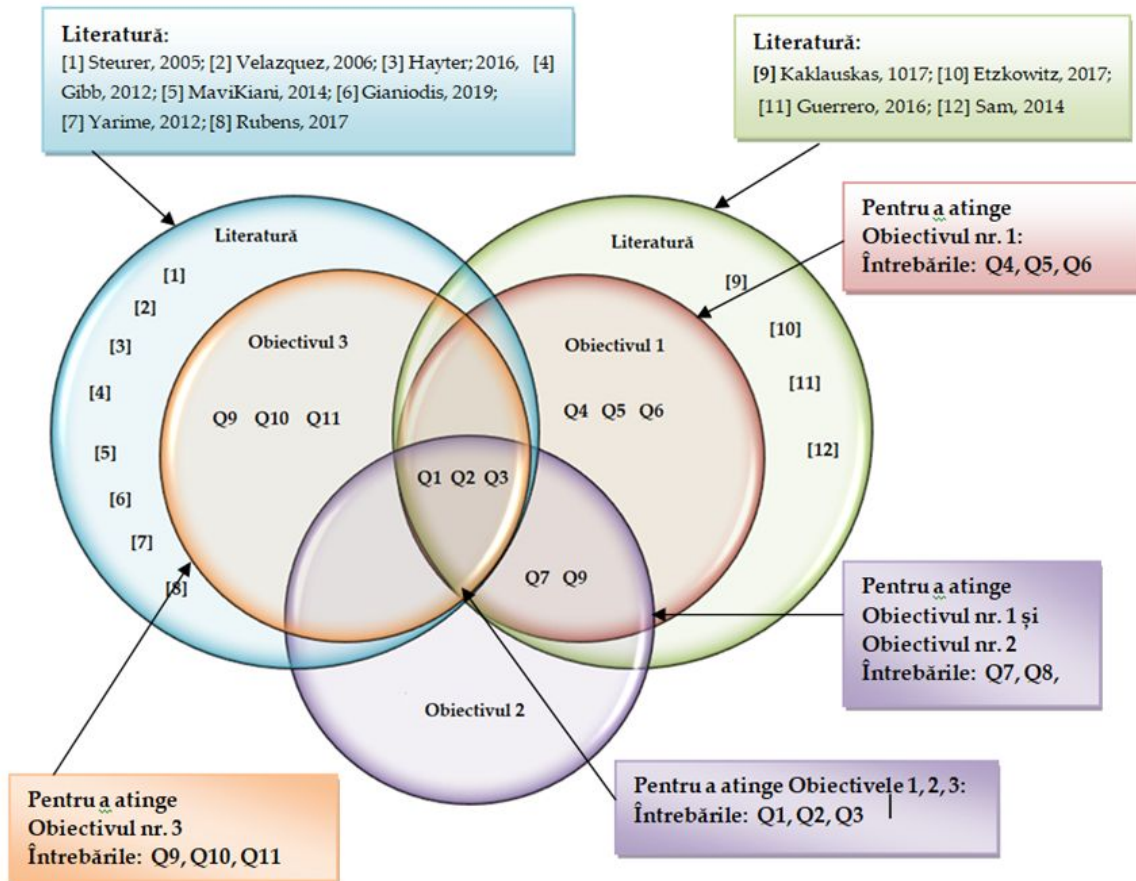 Literatură:
[1] Steurer, 2005; [2] Velazquez, 2006; [3] Hayter; 2016, [4]
Gibb, 2012; [5] MaviKiani, 2014; [6] Gianiodis, 2019;
[7] Yarime, 2012; [8] Rubens, 2017
Literatură:
[9] Kaklauskas, 1017; [10] Etzkowitz, 2017;
[11] Guerrero, 2016; [12] Sam, 2014
Pentru a atinge
Obiectivul nr. 1:
Întrebările: Q4, Q5, Q6
Literatură
[1]
[2]
[3]
[4]
[5]
[6]
[7]
[8]
Obiectivul 3
Q9 Q10 Q11
Literatură
[9]
[10]
[11]
[12]
Obiectivul 1
Q4 Q5 Q6
Q1 Q2 Q3
Q7 Q9
Obiectivul 2
Pentru a atinge
Obiectivul nr. 1 și
Obiectivul nr. 2
Întrebările: Q7, Q8,
Pentru a atinge
Obiectivul nr. 3
Întrebările: Q9, Q10, Q11
Pentru a atinge Obiectivele 1, 2, 3:
Întrebările: Q1, Q2, Q3